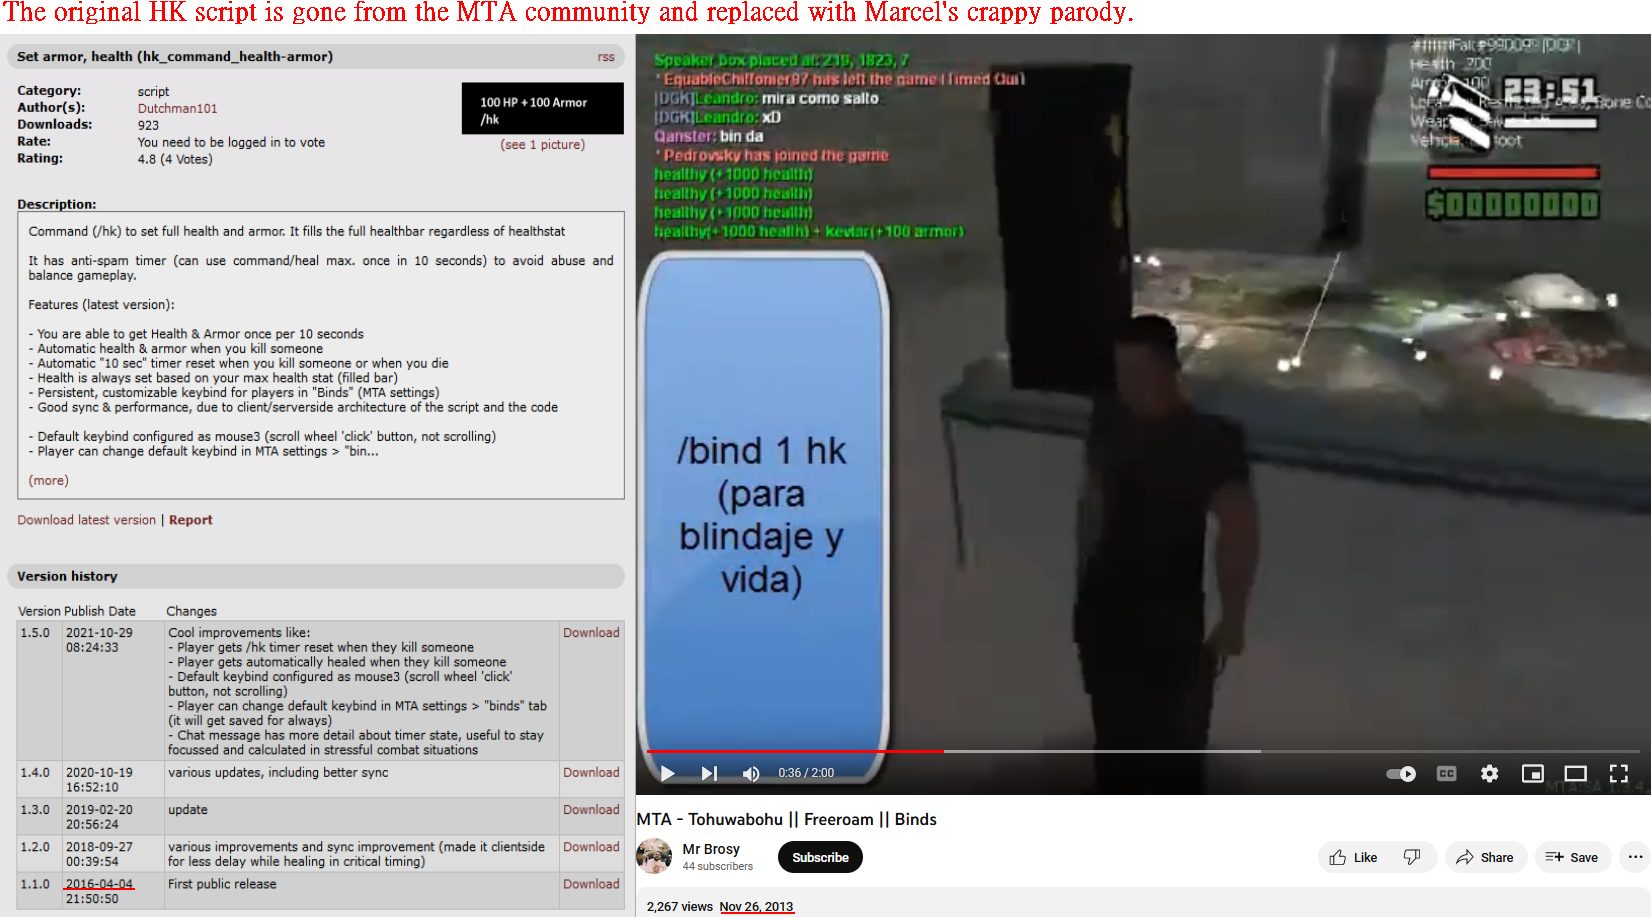 The original HK script is gone from the MTA community and replaced with Marcel's crappy parody.
Set armor, health (hk_command_health-armor)
rss
Category: script
Author(s): Dutchman101
Downloads: 923
Rate: You need to be logged in to vote
Rating: 4.8 (4 Votes)
100 HP + 100 Armor
/hk
(see 1 picture)
Description:
Command (/hk) to set full health and armor. It fills the full healthbar regardless of healthstat
It has anti-spam timer (can use command/heal max. once in 10 seconds) to avoid abuse and
balance gameplay.
Features (latest version):
- You are able to get Health & Armor once per 10 seconds
- Automatic health & armor when you kill someone
- Automatic "10 sec" timer reset when you kill someone or when you die
- Health is always set based on your max health stat (filled bar)
- Persistent, customizable keybind for players in "Binds" (MTA settings)
- Good sync & performance, due to client/serverside architecture of the script and the code
- Default keybind configured as mouse3 (scroll wheel 'click' button, not scrolling)
- Player can change default keybind in MTA settings > "bin...
(more)
Download latest version | Report
Version history
Version Publish Date Changes
1.5.0 2021-10-29 08:24:33 Cool improvements like:
- Player gets /hk timer reset when they kill someone
- Player gets automatically healed when they kill someone
- Default keybind configured as mouse3 (scroll wheel 'click'
button, not scrolling)
- Player can change default keybind in MTA settings > "binds" tab
(it will get saved for always)
- Chat message has more detail about timer state, useful to stay
focussed and calculated in stressful combat situations
Download
1.4.0 2020-10-19 16:52:10 various updates, including better sync Download
1.3.0 2019-02-20 20:56:24 update Download
1.2.0 2018-09-27 00:39:54 various improvements and sync improvement (made it clientside
for less delay while healing in critical timing) Download
1.1.0 2016-04-04 21:50:50 First public release Download
Speaker box placed at: 219, 1823, 7
* EquableChiffonier97 has left the game (Timed Out)
[DGK]Leandro: mira como salto
[DGK]Leandro: xD
Qanster: bin da
* Pedrovsky has joined the game
healthy (+1000 health)
healthy (+1000 health)
healthy (+1000 health)
healthy(+1000 health) + kevlar(+100 armor)
Health 200
23:51
$00000000
/bind 1 hk
(para
blindaje y
vida)
0:36 / 2:00
CC
MTA:SA 1.3.4
MTA - Tohuwabohu || Freeroam || Binds
Mr Brosy
44 subscribers
Subscribe
Like
Share
Save
2,267 views Nov 26, 2013